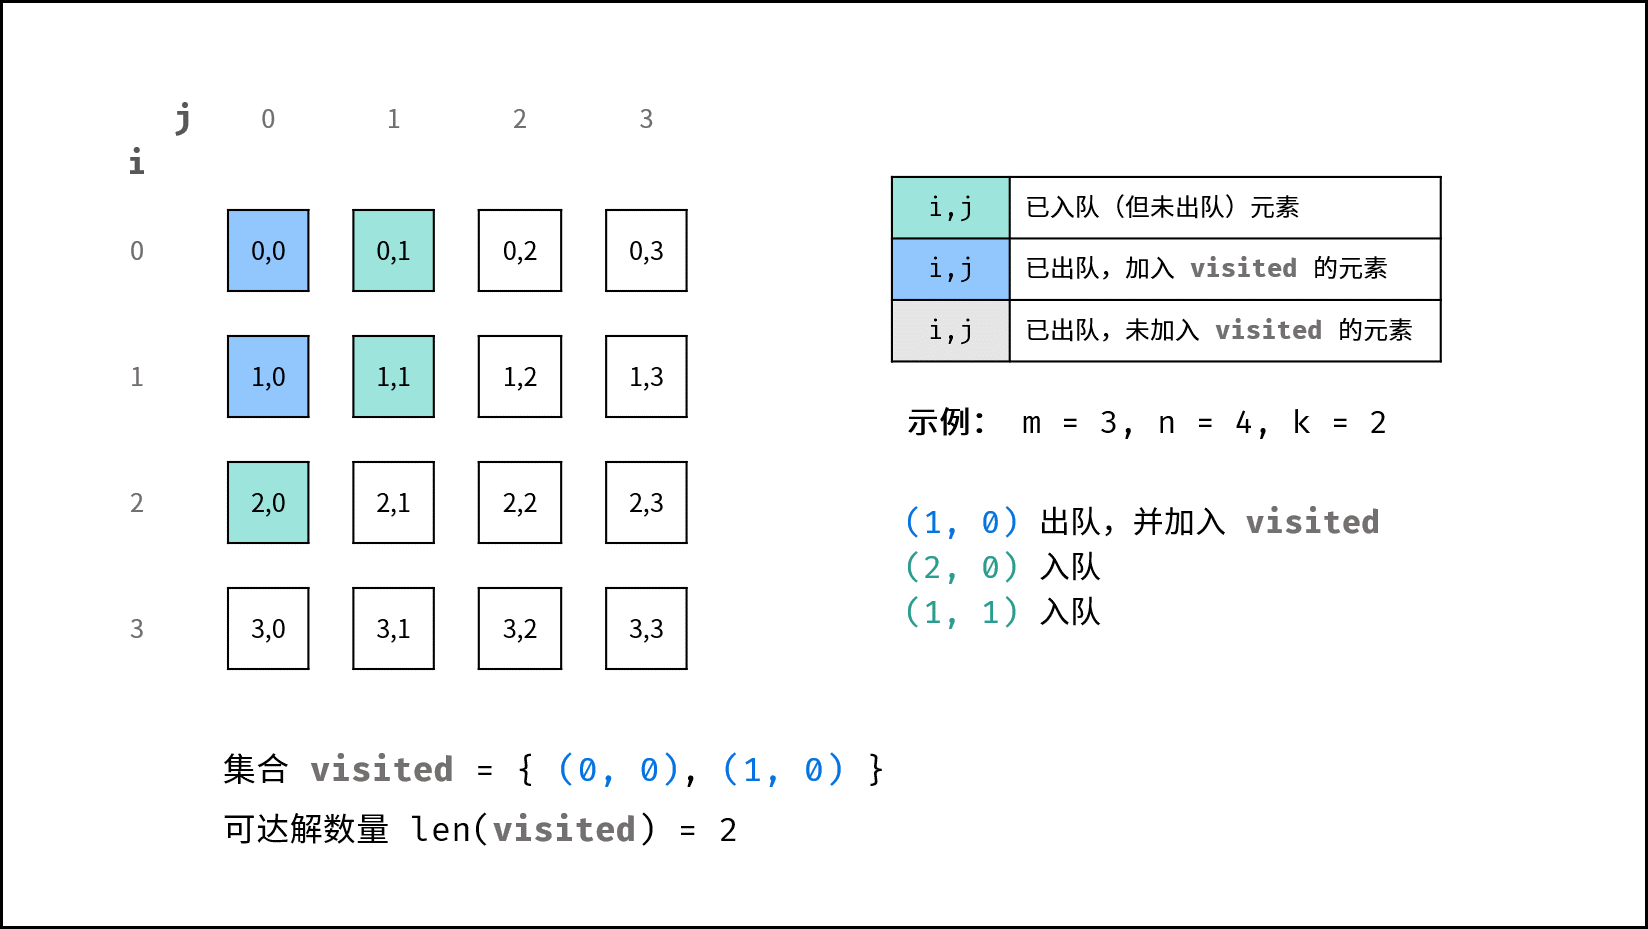 j 0 1 2 3
i
0 0,0 0,1 0,2 0,3
1 1,0 1,1 1,2 1,3
2 2,0 2,1 2,2 2,3
3 3,0 3,1 3,2 3,3
i,j 已入队（但未出队）元素
i,j 已出队，加入 visited 的元素
i,j 已出队，未加入 visited 的元素
示例： m = 3, n = 4, k = 2
(1, 0) 出队，并加入 visited
(2, 0) 入队
(1, 1) 入队
集合 visited = { (0, 0), (1, 0) }
可达解数量 len(visited) = 2